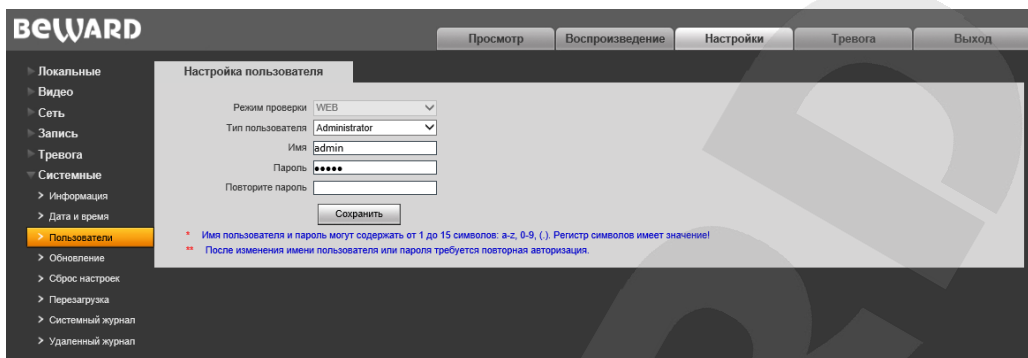 BEWARD
Просмотр Воспроизведение Настройки Тревога Выход
Локальные
Видео
Сеть
Запись
Тревога
Системные
Информация
Дата и время
Пользователи
Обновление
Сброс настроек
Перезагрузка
Системный журнал
Удаленный журнал
Настройка пользователя
Режим проверки WEB
Тип пользователя Administrator
Имя admin
Пароль •••••
Повторите пароль
Сохранить
* Имя пользователя и пароль могут содержать от 1 до 15 символов: a-z, 0-9, (.). Регистр символов имеет значение!
** После изменения имени пользователя или пароля требуется повторная авторизация.